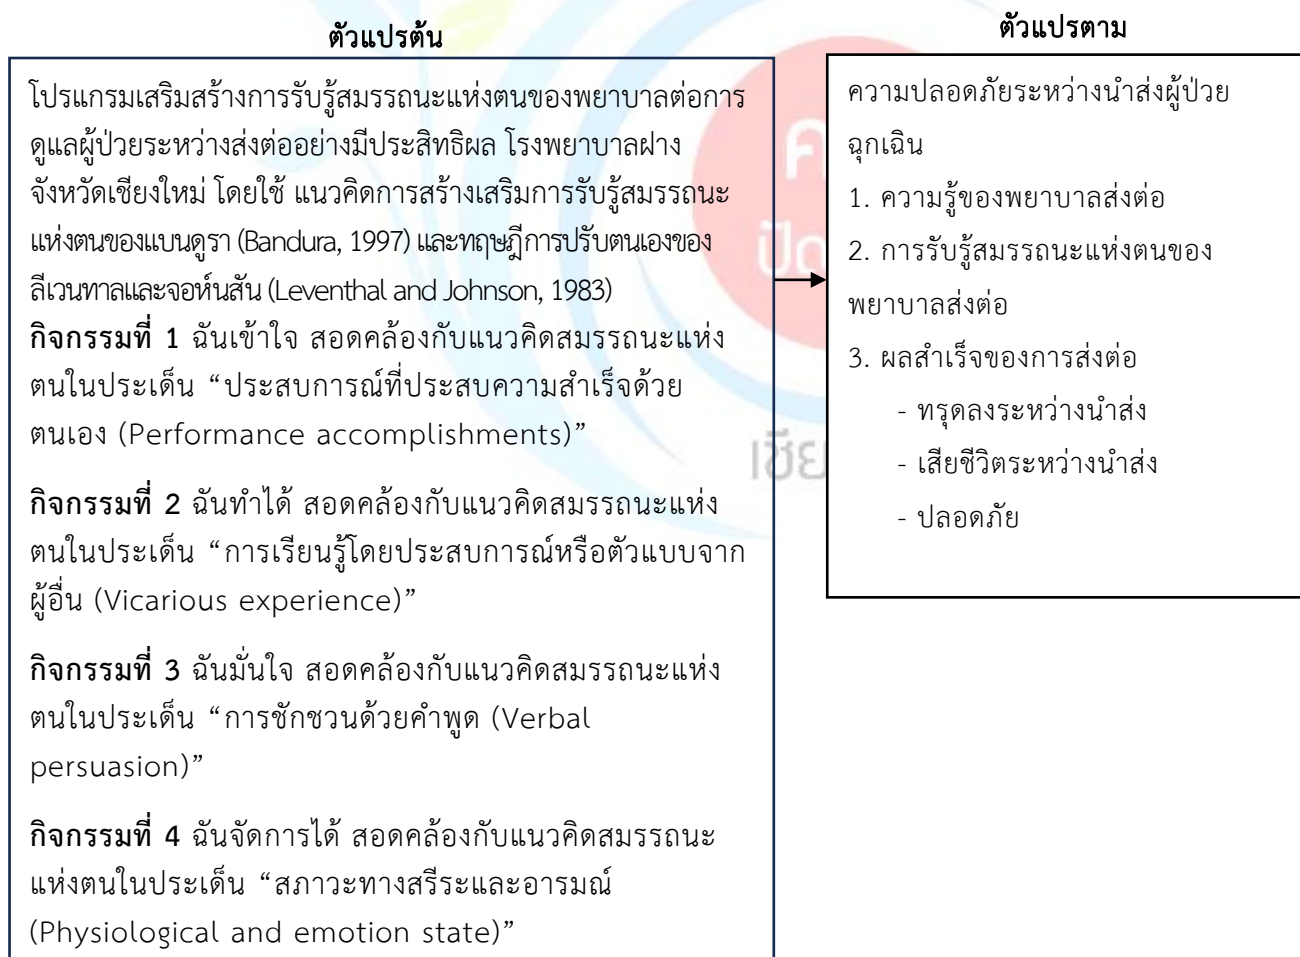 ตัวแปรต้น
โปรแกรมเสริมสร้างการรับรู้สมรรถนะแห่งตนของพยาบาลต่อการ
ดูแลผู้ป่วยระหว่างส่งต่ออย่างมีประสิทธิผล โรงพยาบาลฝาง
จังหวัดเชียงใหม่ โดยใช้ แนวคิดการสร้างเสริมการรับรู้สมรรถนะ
แห่งตนของแบนดูรา (Bandura, 1997) และทฤษฎีการปรับตนเองของ
ลีเวนทาลและจอห์นสัน (Leventhal and Johnson, 1983)
กิจกรรมที่ 1 ฉันเข้าใจ สอดคล้องกับแนวคิดสมรรถนะแห่ง
ตนในประเด็น “ประสบการณ์ที่ประสบความสำเร็จด้วย
ตนเอง (Performance accomplishments)”
กิจกรรมที่ 2 ฉันทำได้ สอดคล้องกับแนวคิดสมรรถนะแห่ง
ตนในประเด็น “การเรียนรู้โดยประสบการณ์หรือตัวแบบจาก
ผู้อื่น (Vicarious experience)”
กิจกรรมที่ 3 ฉันมั่นใจ สอดคล้องกับแนวคิดสมรรถนะแห่ง
ตนในประเด็น “การชักชวนด้วยคำพูด (Verbal
persuasion)”
กิจกรรมที่ 4 ฉันจัดการได้ สอดคล้องกับแนวคิดสมรรถนะ
แห่งตนในประเด็น “สภาวะทางสรีระและอารมณ์
(Physiological and emotion state)”
ตัวแปรตาม
ความปลอดภัยระหว่างนำส่งผู้ป่วย
ฉุกเฉิน
1. ความรู้ของพยาบาลส่งต่อ
2. การรับรู้สมรรถนะแห่งตนของ
พยาบาลส่งต่อ
3. ผลสำเร็จของการส่งต่อ
- ทรุดลงระหว่างนำส่ง
- เสียชีวิตระหว่างนำส่ง
- ปลอดภัย